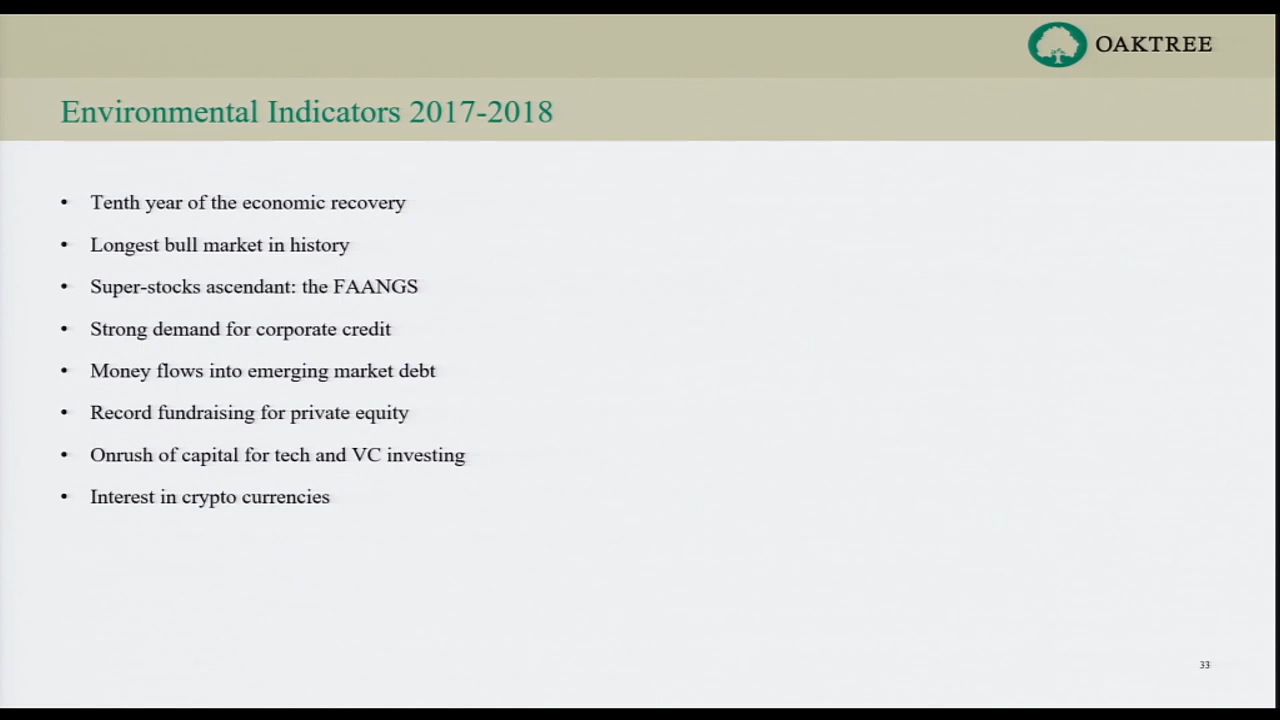 OAKTREE
Environmental Indicators 2017-2018
• Tenth year of the economic recovery
• Longest bull market in history
• Super-stocks ascendant: the FAANGS
• Strong demand for corporate credit
• Money flows into emerging market debt
• Record fundraising for private equity
• Onrush of capital for tech and VC investing
• Interest in crypto currencies
33